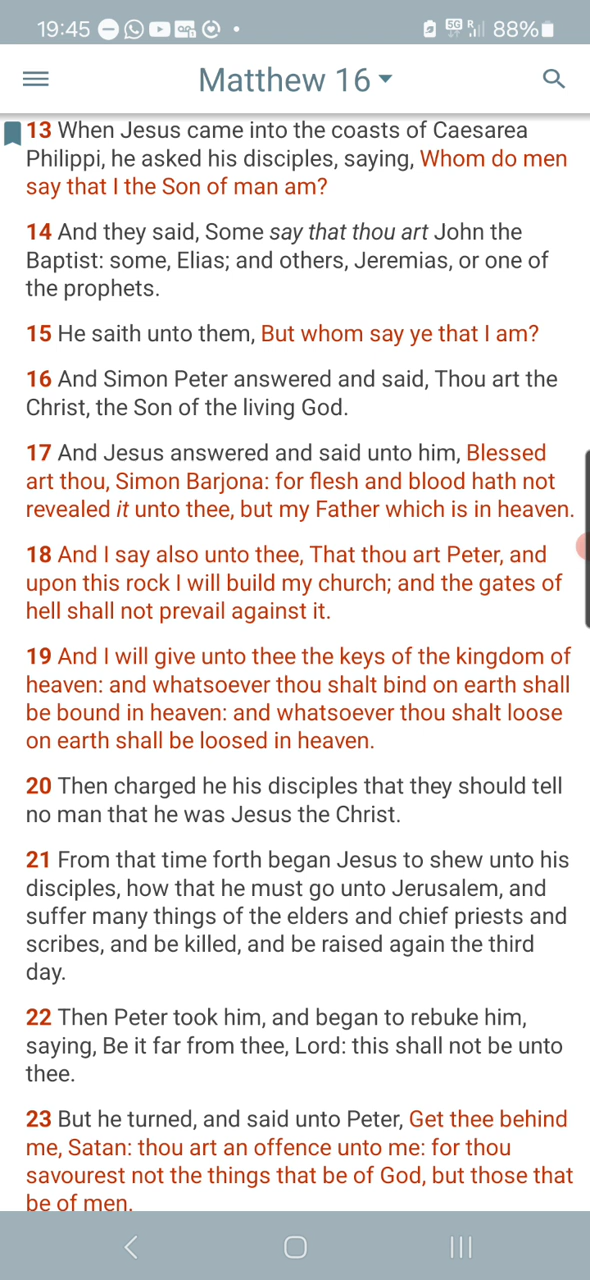 19:45
5G
88%
Matthew 16
13 When Jesus came into the coasts of Caesarea
Philippi, he asked his disciples, saying, Whom do men
say that I the Son of man am?
14 And they said, Some say that thou art John the
Baptist: some, Elias; and others, Jeremias, or one of
the prophets.
15 He saith unto them, But whom say ye that I am?
16 And Simon Peter answered and said, Thou art the
Christ, the Son of the living God.
17 And Jesus answered and said unto him, Blessed
art thou, Simon Barjona: for flesh and blood hath not
revealed it unto thee, but my Father which is in heaven.
18 And I say also unto thee, That thou art Peter, and
upon this rock I will build my church; and the gates of
hell shall not prevail against it.
19 And I will give unto thee the keys of the kingdom of
heaven: and whatsoever thou shalt bind on earth shall
be bound in heaven: and whatsoever thou shalt loose
on earth shall be loosed in heaven.
20 Then charged he his disciples that they should tell
no man that he was Jesus the Christ.
21 From that time forth began Jesus to shew unto his
disciples, how that he must go unto Jerusalem, and
suffer many things of the elders and chief priests and
scribes, and be killed, and be raised again the third
day.
22 Then Peter took him, and began to rebuke him,
saying, Be it far from thee, Lord: this shall not be unto
thee.
23 But he turned, and said unto Peter, Get thee behind
me, Satan: thou art an offence unto me: for thou
savourest not the things that be of God, but those that
be of men.